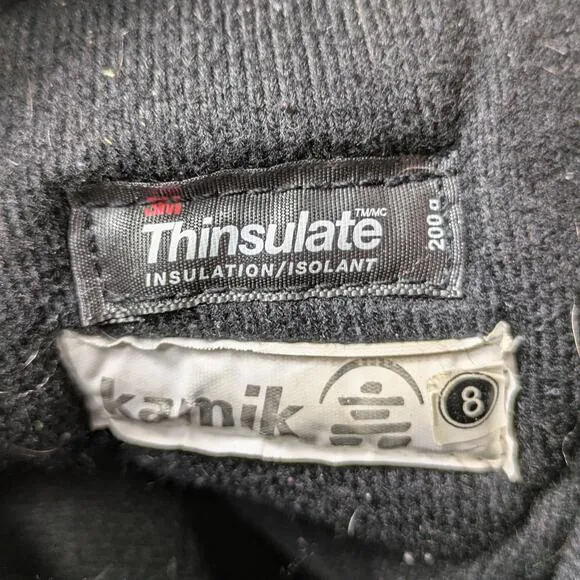 3M
Thinsulate™/MC
INSULATION/ISOLANT
200 g
kamik
8